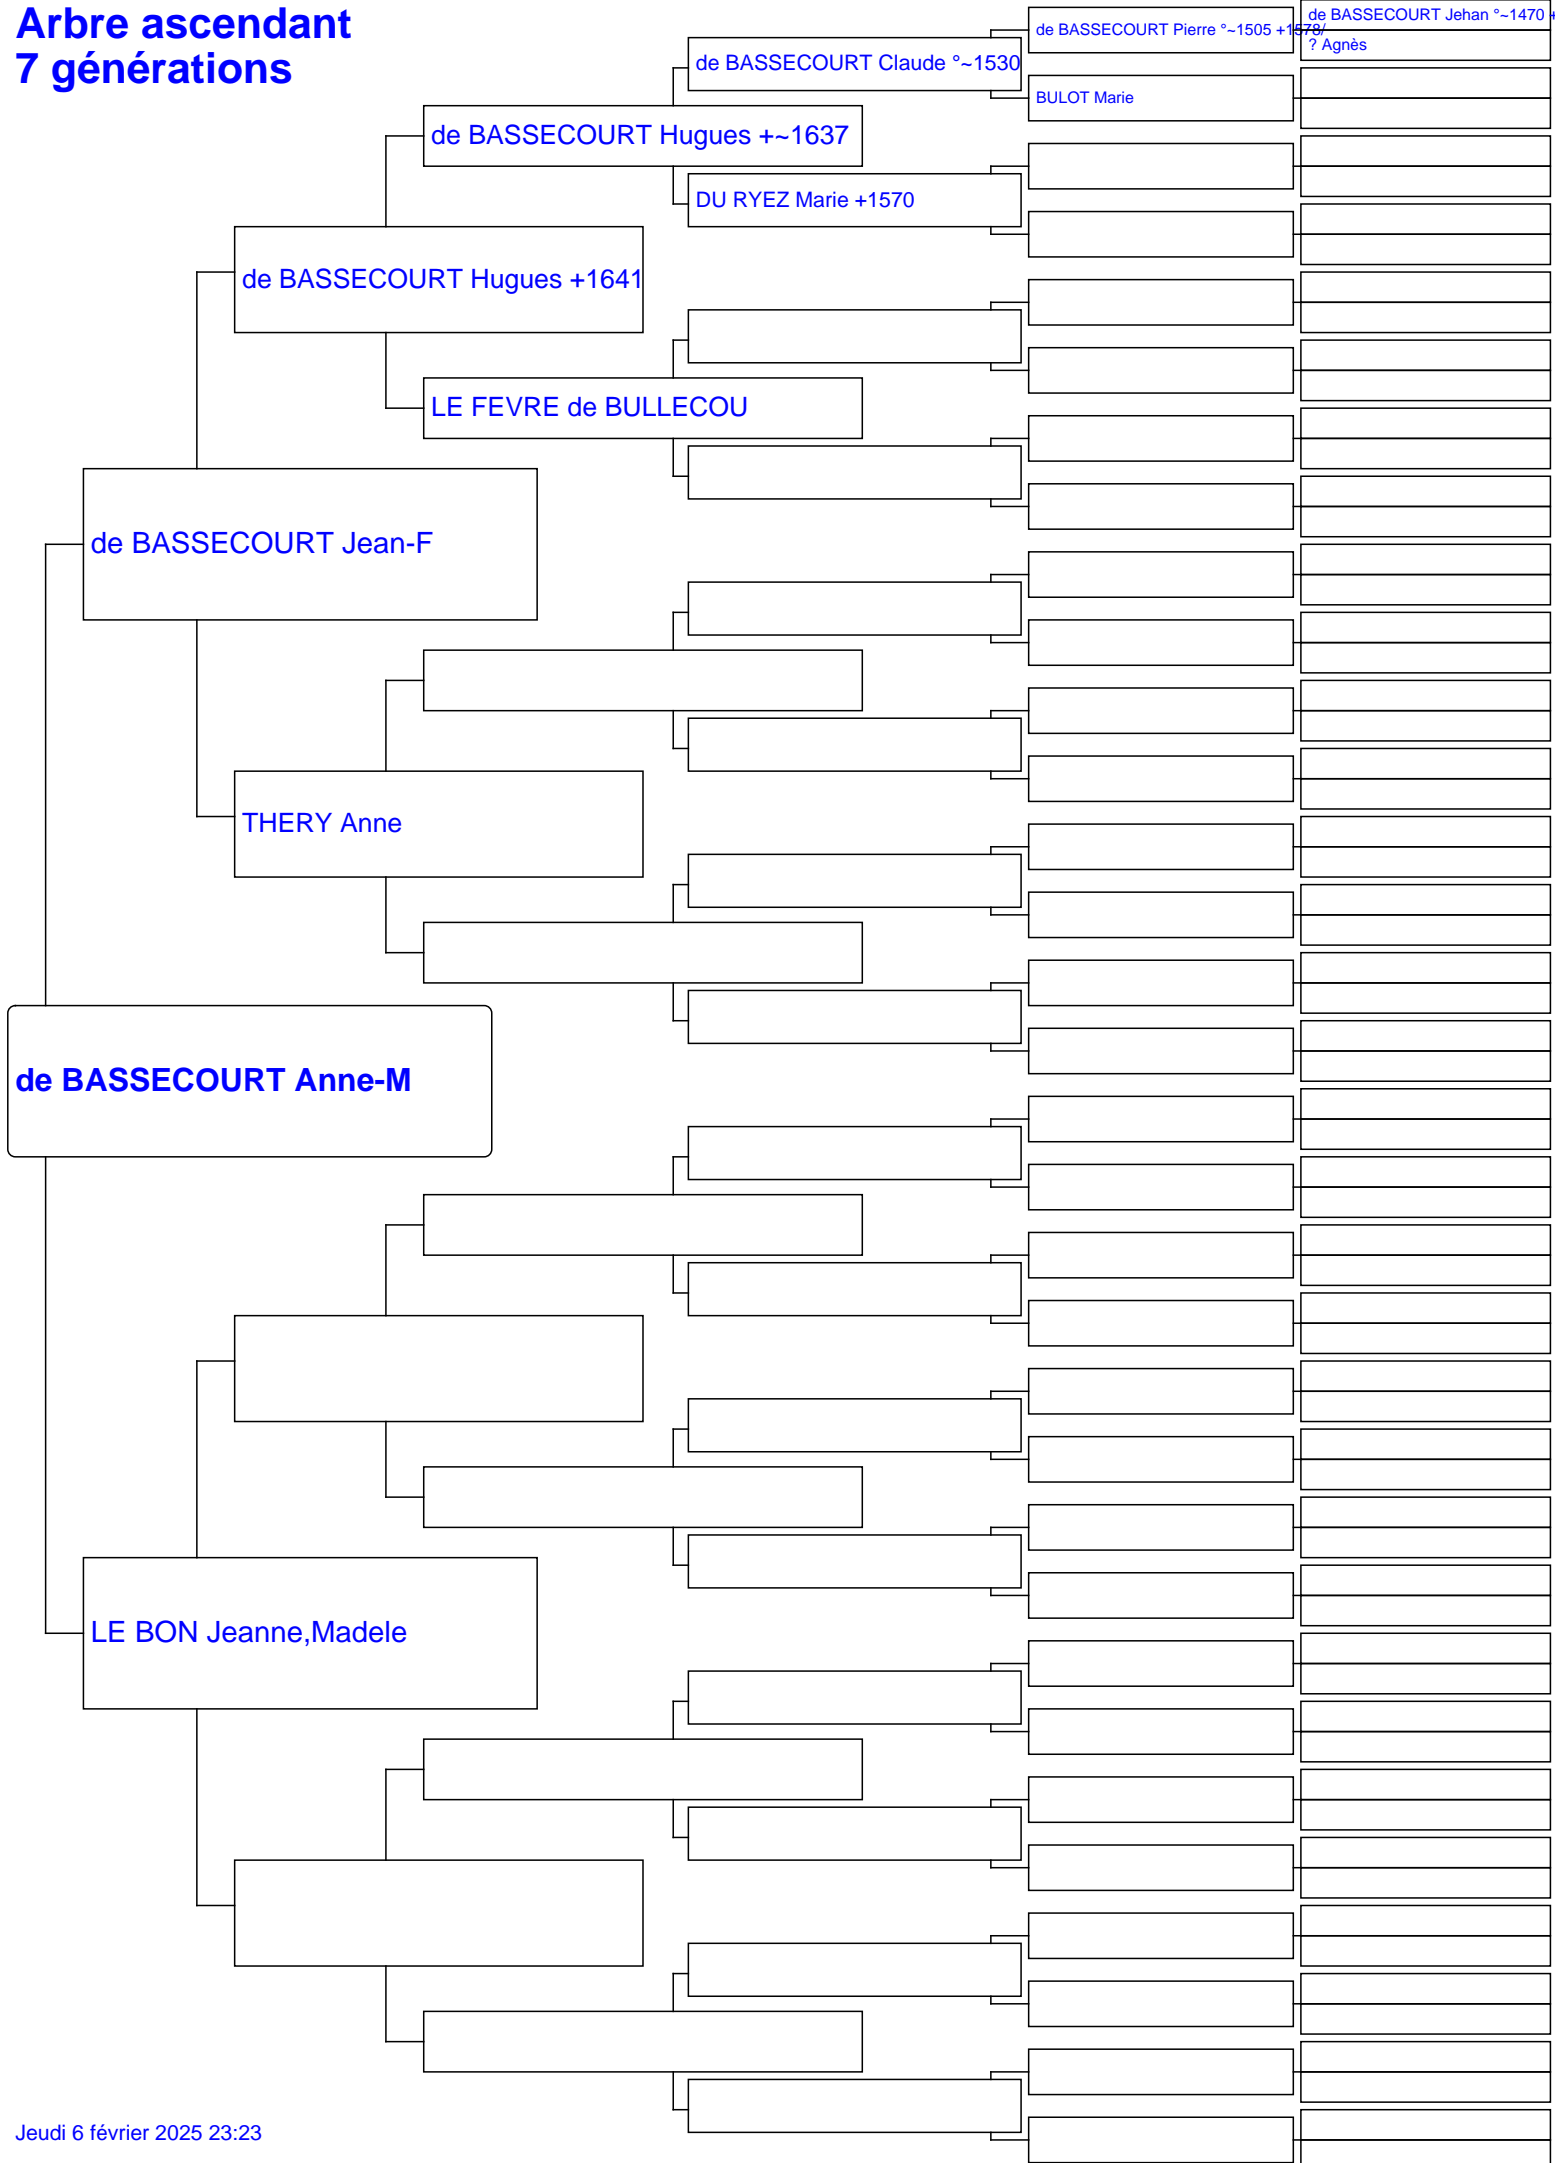 Arbre ascendant
7 générations
de BASSECOURT Jehan °~1470 +
de BASSECOURT Pierre °~1505 +1578/
? Agnès
de BASSECOURT Claude °~1530
BULOT Marie
de BASSECOURT Hugues +~1637
DU RYEZ Marie +1570
de BASSECOURT Hugues +1641
LE FEVRE de BULLECOU
de BASSECOURT Jean-F
THERY Anne
de BASSECOURT Anne-M
LE BON Jeanne,Madele
Jeudi 6 février 2025 23:23